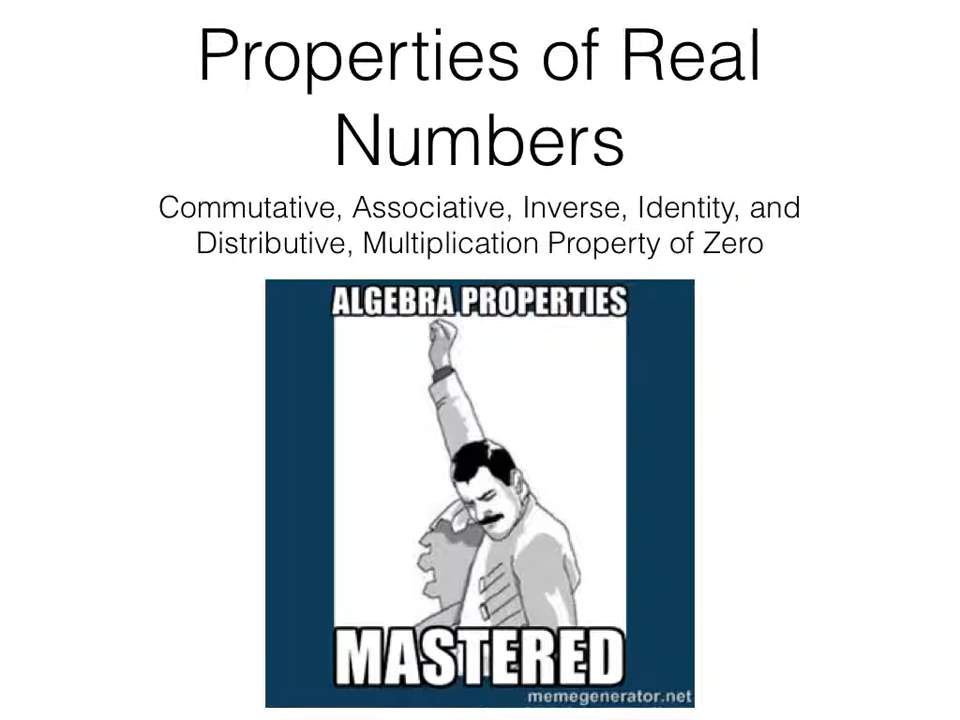 Properties of Real
Numbers
Commutative, Associative, Inverse, Identity, and
Distributive, Multiplication Property of Zero
ALGEBRA PROPERTIES
MASTERED
memegenerator.net